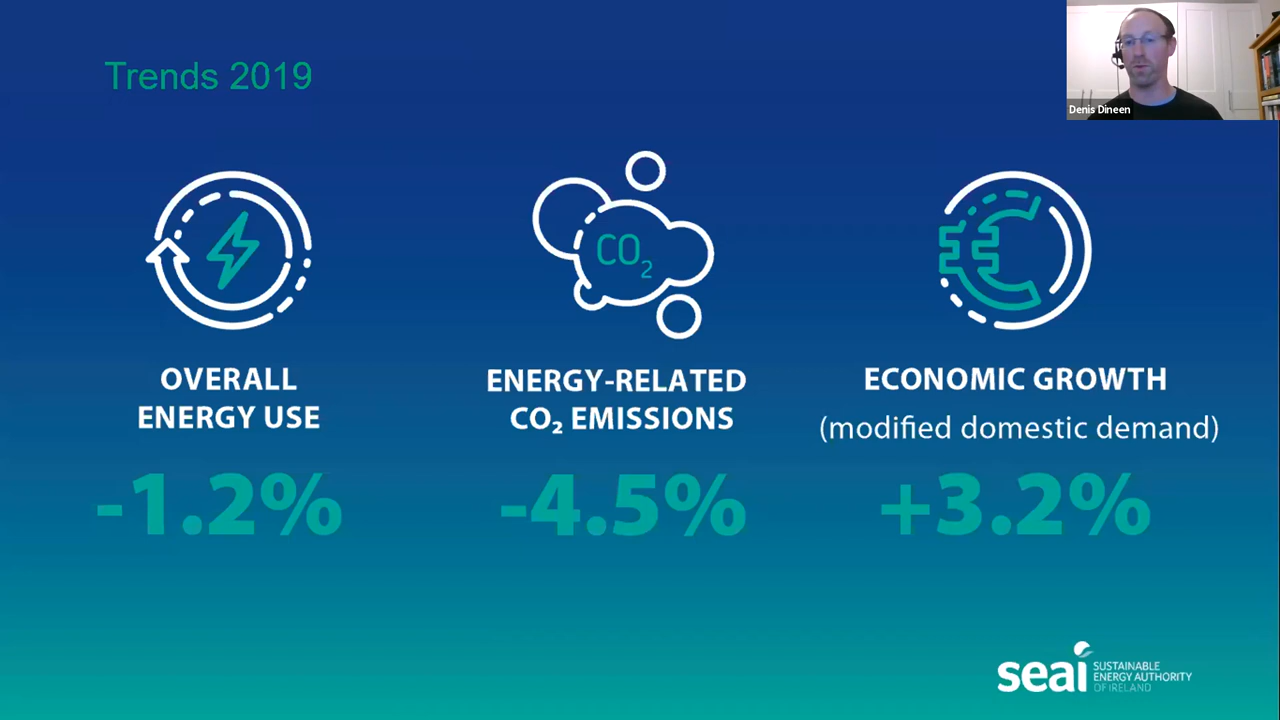 Trends 2019
Denis Dineen
CO₂
OVERALL
ENERGY USE
-1.2%
ENERGY-RELATED
CO₂ EMISSIONS
-4.5%
ECONOMIC GROWTH
(modified domestic demand)
+3.2%
seai
SUSTAINABLE
ENERGY AUTHORITY
OF IRELAND